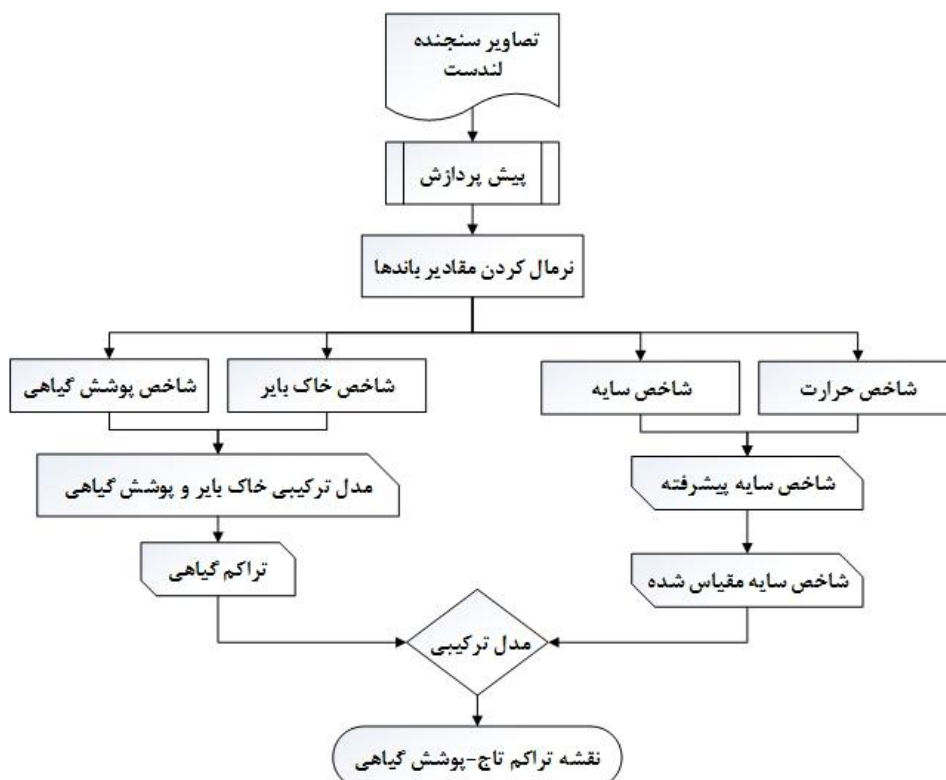 تصاویر سنجنده
لندست
پیش پردازش
نرمال کردن مقادیر باندها
شاخص حرارت
شاخص سایه
شاخص خاک بایر
شاخص پوشش گیاهی
شاخص سایه پیشرفته
مدل ترکیبی خاک بایر و پوشش گیاهی
شاخص سایه مقیاس شده
تراکم گیاهی
مدل ترکیبی
نقشه تراکم تاج-پوشش گیاهی